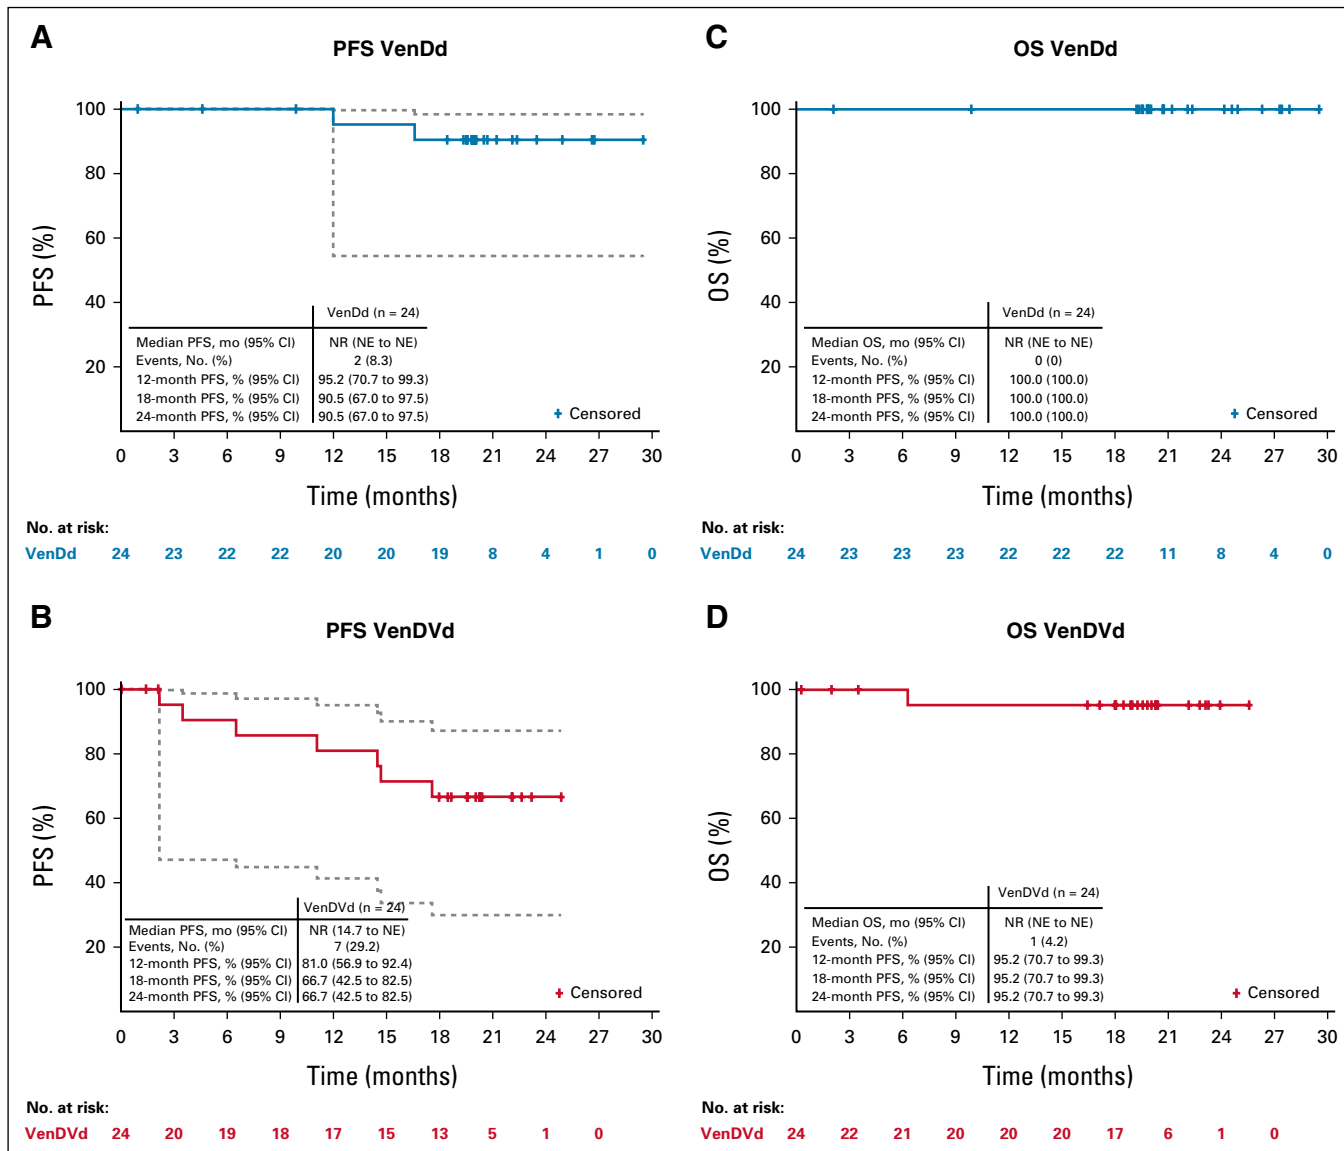 A
PFS VenDd
PFS (%)
100
80
60
40
20
VenDd (n = 24)
Median PFS, mo (95% CI) NR (NE to NE)
Events, No. (%) 2 (8.3)
12-month PFS, % (95% CI) 95.2 (70.7 to 99.3)
18-month PFS, % (95% CI) 90.5 (67.0 to 97.5)
24-month PFS, % (95% CI) 90.5 (67.0 to 97.5)
+ Censored
0 3 6 9 12 15 18 21 24 27 30
Time (months)
No. at risk:
VenDd 24 23 22 22 20 20 19 8 4 1 0
C
OS VenDd
OS (%)
100
80
60
40
20
VenDd (n = 24)
Median OS, mo (95% CI) NR (NE to NE)
Events, No. (%) 0 (0)
12-month PFS, % (95% CI) 100.0 (100.0)
18-month PFS, % (95% CI) 100.0 (100.0)
24-month PFS, % (95% CI) 100.0 (100.0)
+ Censored
0 3 6 9 12 15 18 21 24 27 30
Time (months)
No. at risk:
VenDd 24 23 23 23 22 22 22 11 8 4 0
B
PFS VenDVd
PFS (%)
100
80
60
40
20
VenDVd (n = 24)
Median PFS, mo (95% CI) NR (14.7 to NE)
Events, No. (%) 7 (29.2)
12-month PFS, % (95% CI) 81.0 (56.9 to 92.4)
18-month PFS, % (95% CI) 66.7 (42.5 to 82.5)
24-month PFS, % (95% CI) 66.7 (42.5 to 82.5)
+ Censored
0 3 6 9 12 15 18 21 24 27 30
Time (months)
No. at risk:
VenDVd 24 20 19 18 17 15 13 5 1 0
D
OS VenDVd
OS (%)
100
80
60
40
20
VenDVd (n = 24)
Median OS, mo (95% CI) NR (NE to NE)
Events, No. (%) 1 (4.2)
12-month PFS, % (95% CI) 95.2 (70.7 to 99.3)
18-month PFS, % (95% CI) 95.2 (70.7 to 99.3)
24-month PFS, % (95% CI) 95.2 (70.7 to 99.3)
+ Censored
0 3 6 9 12 15 18 21 24 27 30
Time (months)
No. at risk:
VenDVd 24 22 21 20 20 20 17 6 1 0